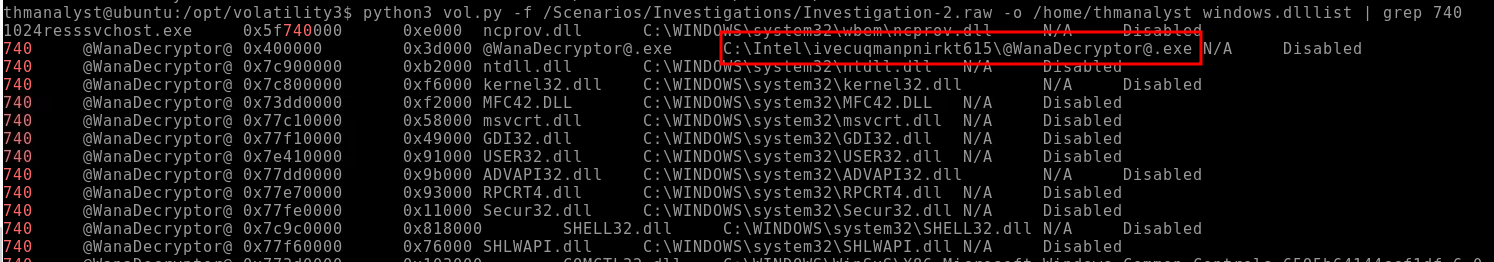 thmanalyst@ubuntu:/opt/volatility3$ python3 vol.py -f /Scenarios/Investigations/Investigation-2.raw -o /home/thmanalyst windows.dlllist | grep 740
1024resssvchost.exe 0x5f740000 0xe000 ncprov.dll C:\WINDOWS\system32\wbem\ncprov.dll N/A Disabled
740 @WanaDecryptor@ 0x400000 0x3d000 @WanaDecryptor@.exe C:\Intel\ivecuqmanpnirkt615\@WanaDecryptor@.exe N/A Disabled
740 @WanaDecryptor@ 0x7c900000 0xb2000 ntdll.dll C:\WINDOWS\system32\ntdll.dll N/A Disabled
740 @WanaDecryptor@ 0x7c800000 0xf6000 kernel32.dll C:\WINDOWS\system32\kernel32.dll N/A Disabled
740 @WanaDecryptor@ 0x73dd0000 0xf2000 MFC42.DLL C:\WINDOWS\system32\MFC42.DLL N/A Disabled
740 @WanaDecryptor@ 0x77c10000 0x58000 msvcrt.dll C:\WINDOWS\system32\msvcrt.dll N/A Disabled
740 @WanaDecryptor@ 0x77f10000 0x49000 GDI32.dll C:\WINDOWS\system32\GDI32.dll N/A Disabled
740 @WanaDecryptor@ 0x7e410000 0x91000 USER32.dll C:\WINDOWS\system32\USER32.dll N/A Disabled
740 @WanaDecryptor@ 0x77dd0000 0x9b000 ADVAPI32.dll C:\WINDOWS\system32\ADVAPI32.dll N/A Disabled
740 @WanaDecryptor@ 0x77e70000 0x93000 RPCRT4.dll C:\WINDOWS\system32\RPCRT4.dll N/A Disabled
740 @WanaDecryptor@ 0x77fe0000 0x11000 Secur32.dll C:\WINDOWS\system32\Secur32.dll N/A Disabled
740 @WanaDecryptor@ 0x7c9c0000 0x818000 SHELL32.dll C:\WINDOWS\system32\SHELL32.dll N/A Disabled
740 @WanaDecryptor@ 0x77f60000 0x76000 SHLWAPI.dll C:\WINDOWS\system32\SHLWAPI.dll N/A Disabled
740 @WanaDecryptor@ 0x773d0000 0x103000